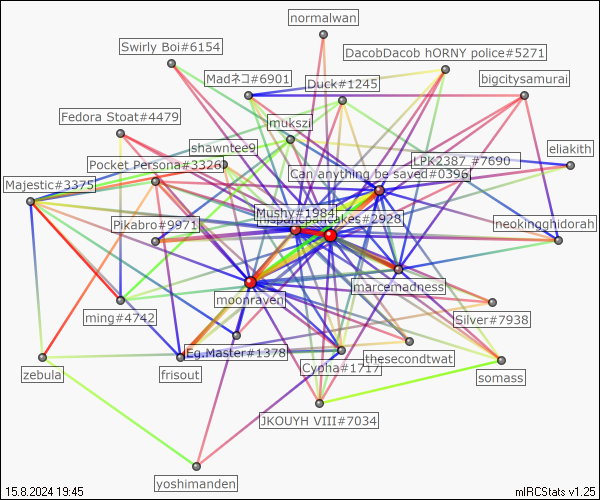 normalwan
Swirly Boi#6154
DacobDacob hORNY police#5271
Madネコ#6901
Duck#1245
bigcitysamurai
Fedora Stoat#4479
mukszi
shawntee9
eliakith
Pocket Persona#3326
LPK2387 #7690
Can anything be saved#0396
Majestic#3375
Mushy#1984
hispanicpancakes#2928
Pikabro#9971
neokingghidorah
marcemadness
moonraven
ming#4742
Silver#7938
Eg.Master#1378
thesecondtwat
zebula
frisout
Cypha#1717
somass
JKOUYH VIII#7034
yoshimanden
15.8.2024 19:45
mIRCStats v1.25